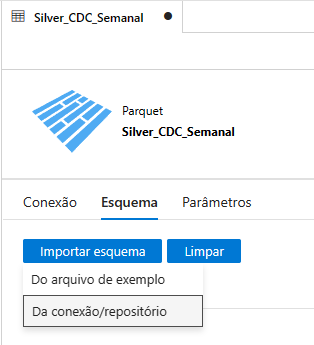 Silver_CDC_Semanal
Parquet
Silver_CDC_Semanal
Conexão Esquema Parâmetros
Importar esquema Limpar
Do arquivo de exemplo
Da conexão/repositório